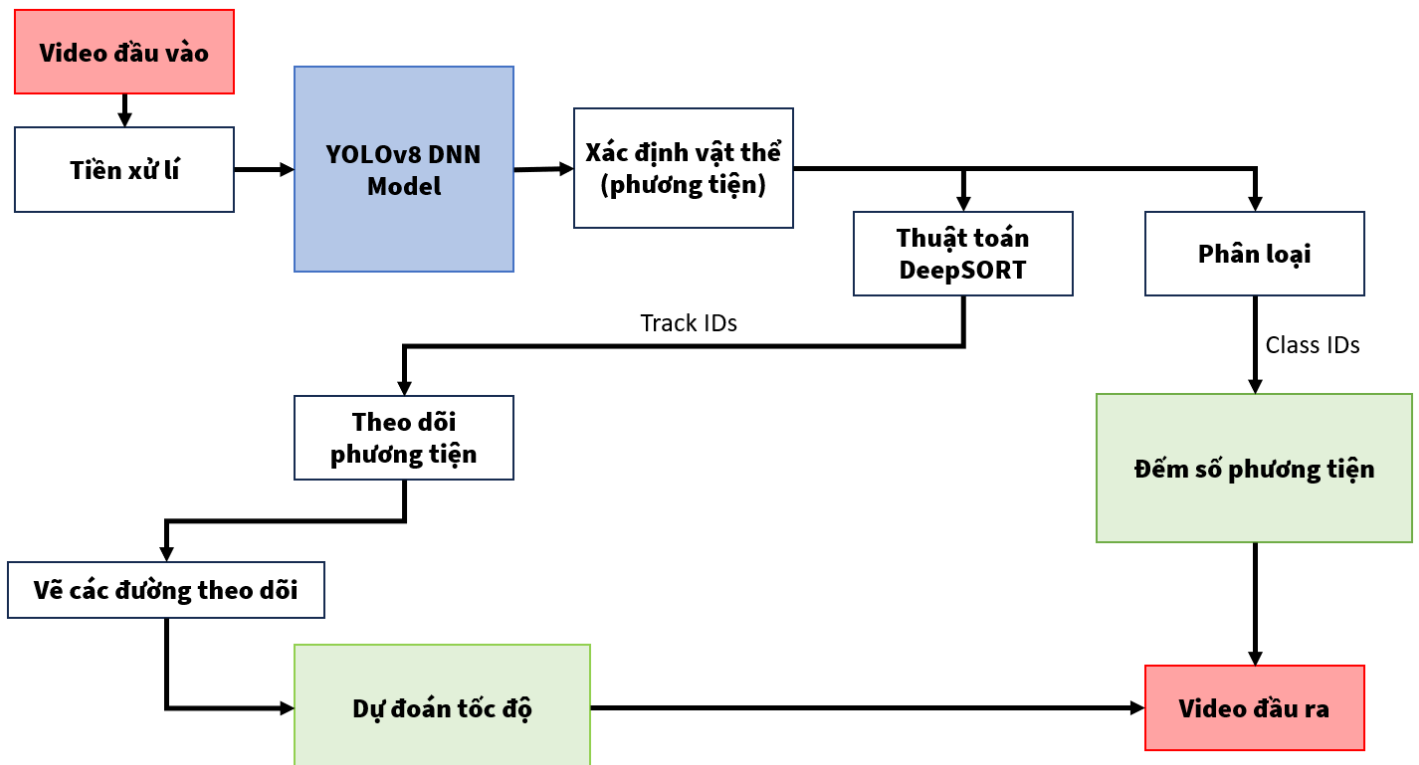 Video đầu vào
Tiền xử lí
YOLOv8 DNN
Model
Xác định vật thể
(phương tiện)
Thuật toán
DeepSORT
Phân loại
Track IDs
Class IDs
Theo dõi
phương tiện
Đếm số phương tiện
Vẽ các đường theo dõi
Dự đoán tốc độ
Video đầu ra